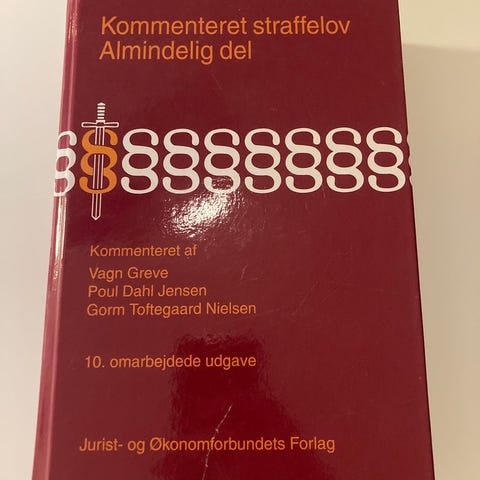 Kommenteret straffelov
Almindelig del
§§§§§§§§§
Kommenteret af
Vagn Greve
Poul Dahl Jensen
Gorm Toftegaard Nielsen
10. omarbejdede udgave
Jurist- og Økonomforbundets Forlag